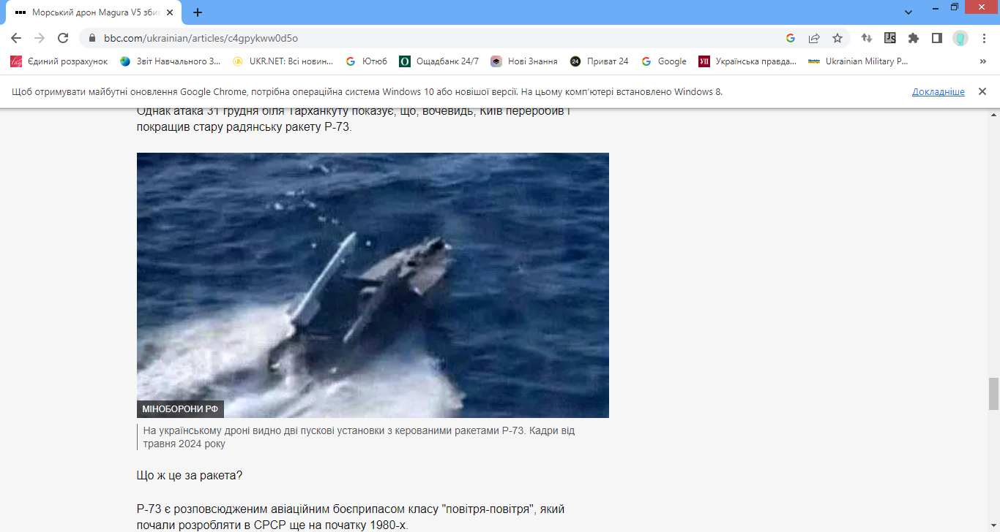 Морський дрон Magura V5 зби
bbc.com/ukrainian/articles/c4gpykww0d5o
Єдиний розрахунок
Звіт Навчального З...
UKR.NET: Всі новин...
Ютюб
Ощадбанк 24/7
Нові Знання
24
Приват 24
Google
УП
Українська правда...
Ukrainian Military P...
»
Щоб отримувати майбутні оновлення Google Chrome, потрібна операційна система Windows 10 або новішої версії. На цьому комп'ютері встановлено Windows 8.
Докладніше
Однак атака 31 грудня біля Тарханкуту показує, що, вочевидь, Київ переробив і
покращив стару радянську ракету Р-73.
МІНОБОРОНИ РФ
На українському дроні видно дві пускові установки з керованими ракетами Р-73. Кадри від
травня 2024 року
Що ж це за ракета?
Р-73 є розповсюдженим авіаційним боєприпасом класу "повітря-повітря", який
почали розробляти в СРСР ще на початку 1980-х.